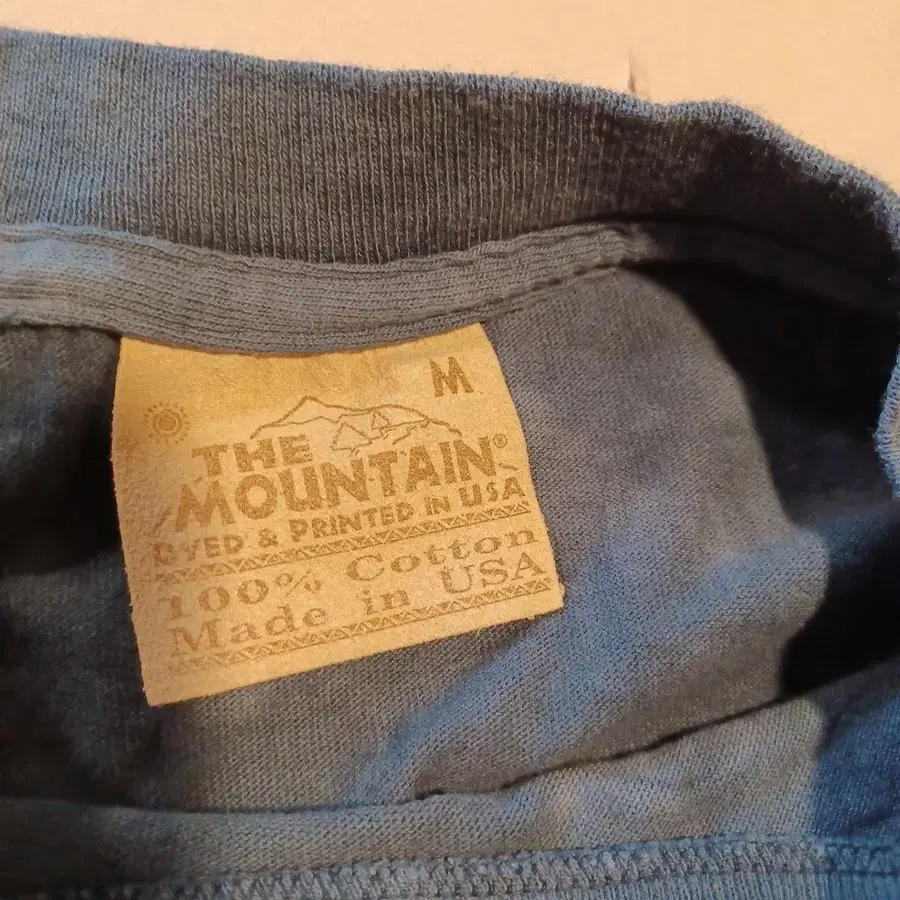 M
THE
MOUNTAIN®
DYED & PRINTED IN USA
100% Cotton
Made in USA